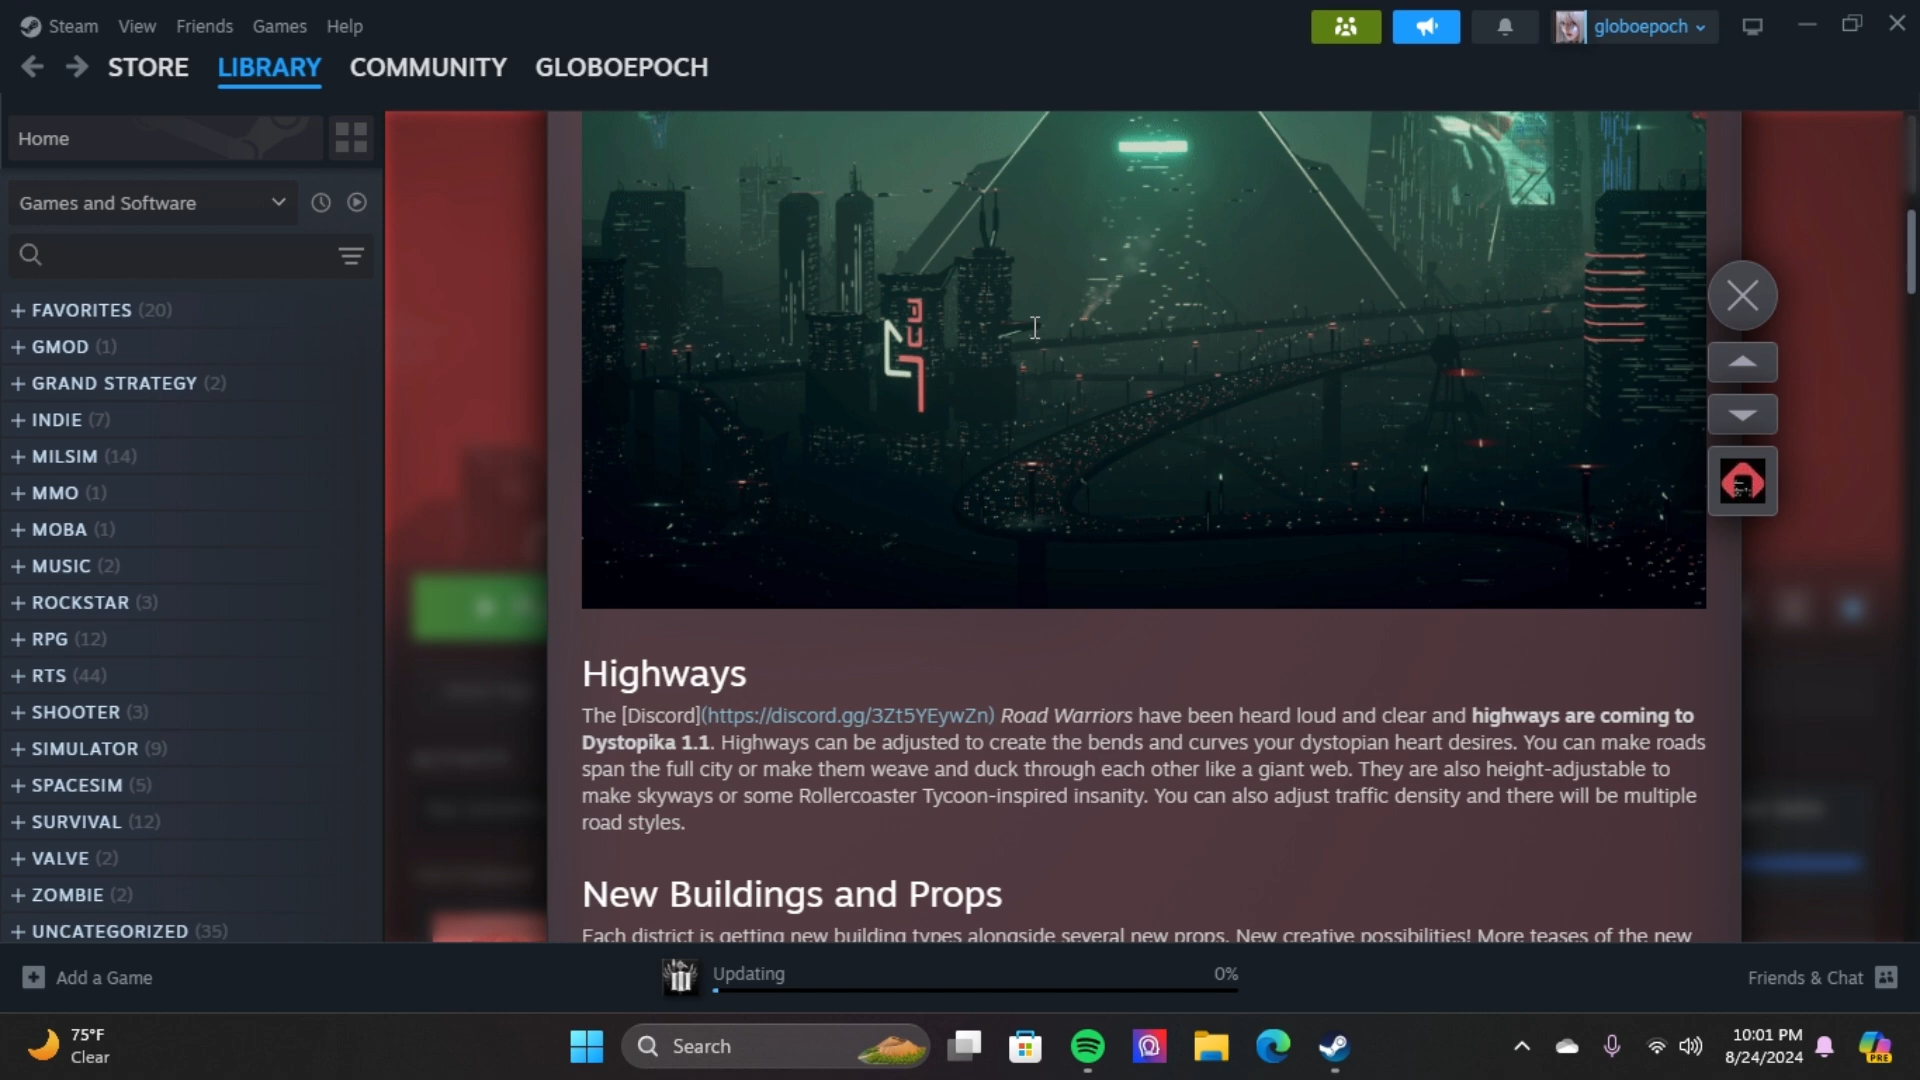 Steam View Friends Games Help
globoepoch
STORE LIBRARY COMMUNITY GLOBOEPOCH
Home
Games and Software
+ FAVORITES (20)
+ GMOD (1)
+ GRAND STRATEGY (2)
+ INDIE (7)
+ MILSIM (14)
+ MMO (1)
+ MOBA (1)
+ MUSIC (2)
+ ROCKSTAR (3)
+ RPG (12)
+ RTS (44)
+ SHOOTER (3)
+ SIMULATOR (9)
+ SPACESIM (5)
+ SURVIVAL (12)
+ VALVE (2)
+ ZOMBIE (2)
+ UNCATEGORIZED (35)
Highways
The [Discord](https://discord.gg/3Zt5YEywZn) Road Warriors have been heard loud and clear and highways are coming to
Dystopika 1.1. Highways can be adjusted to create the bends and curves your dystopian heart desires. You can make roads
span the full city or make them weave and duck through each other like a giant web. They are also height-adjustable to
make skyways or some Rollercoaster Tycoon-inspired insanity. You can also adjust traffic density and there will be multiple
road styles.
New Buildings and Props
Each district is getting new building types alongside several new props. New creative possibilities! More teases of the new
Add a Game
Updating 0%
Friends & Chat
75°F
Clear
Search
10:01 PM
8/24/2024
PRE